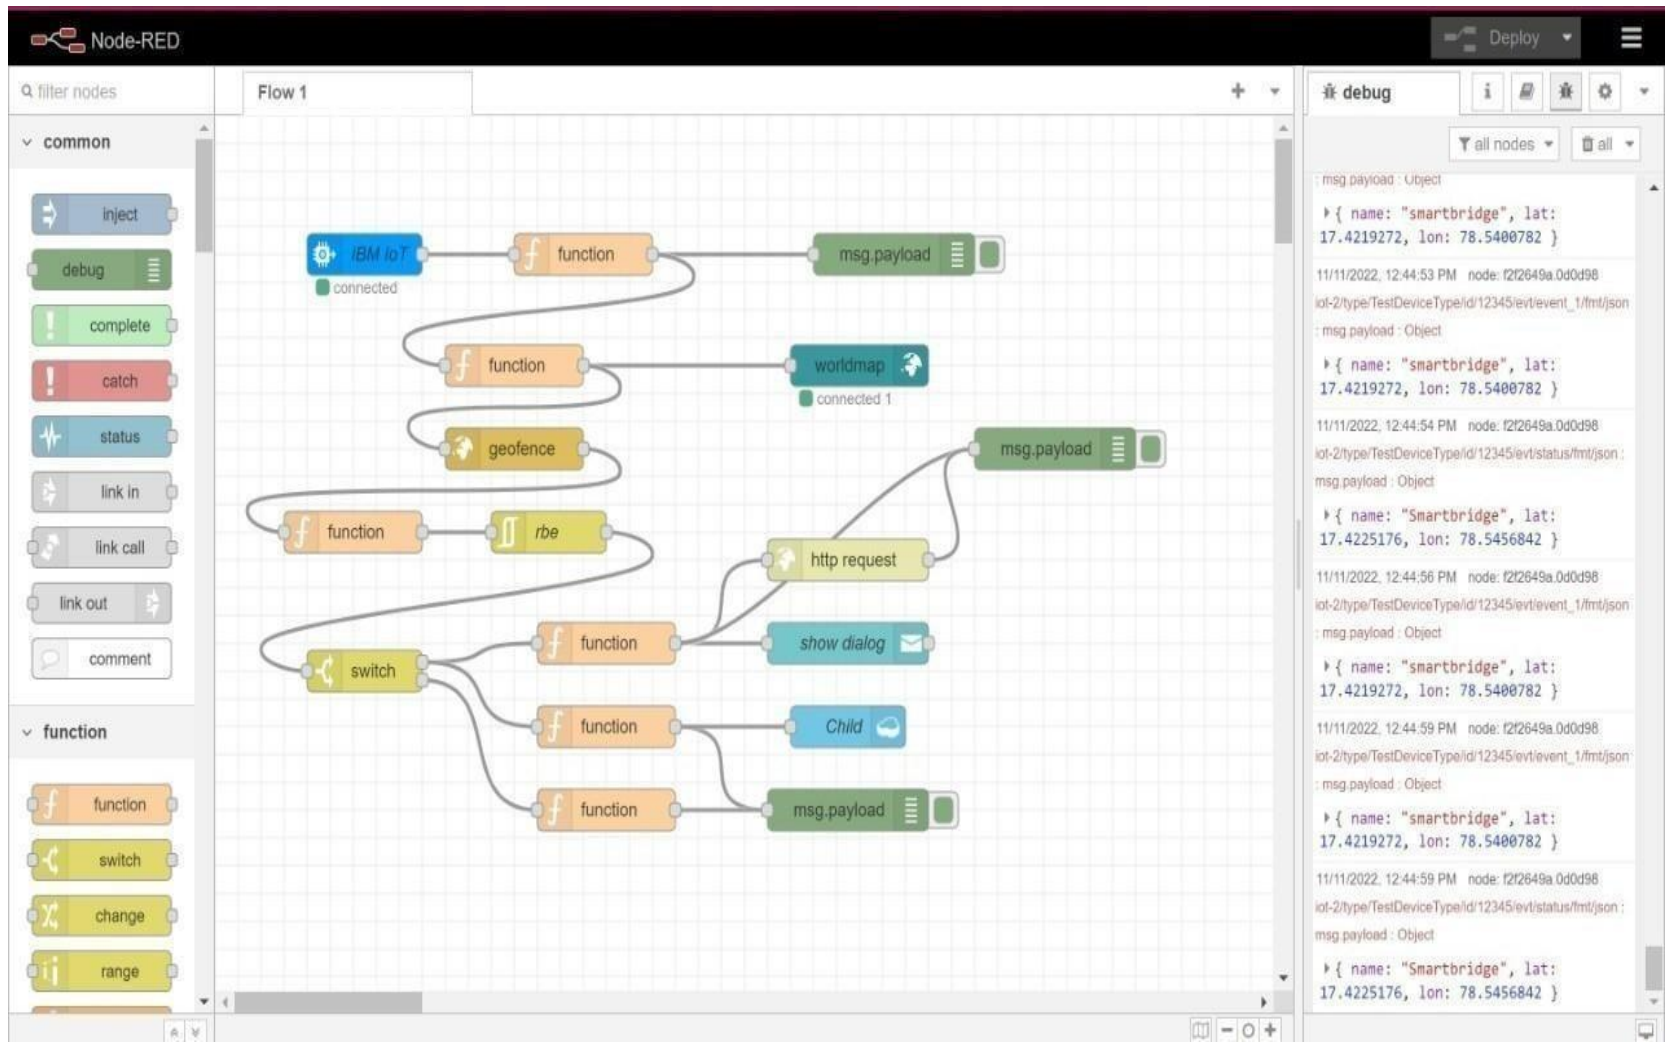 Node-RED
Deploy
filter nodes
common
inject
debug
complete
catch
status
link in
link call
link out
comment
function
function
switch
change
range
Flow 1
IBM IoT
connected
function
msg.payload
function
worldmap
connected 1
geofence
msg.payload
function
rbe
http request
function
show dialog
switch
function
Child
function
msg.payload
debug
i
all nodes
all
: msg.payload : Object
{ name: "smartbridge", lat:
17.4219272, lon: 78.5400782 }
11/11/2022, 12:44:53 PM node: f2f2649a.0d0d98
iot-2/type/TestDeviceType/id/12345/evt/event_1/fmt/json
: msg.payload : Object
{ name: "smartbridge", lat:
17.4219272, lon: 78.5400782 }
11/11/2022, 12:44:54 PM node: f2f2649a.0d0d98
iot-2/type/TestDeviceType/id/12345/evt/status/fmt/json :
msg.payload : Object
{ name: "Smartbridge", lat:
17.4225176, lon: 78.5456842 }
11/11/2022, 12:44:56 PM node: f2f2649a.0d0d98
iot-2/type/TestDeviceType/id/12345/evt/event_1/fmt/json
: msg.payload : Object
{ name: "smartbridge", lat:
17.4219272, lon: 78.5400782 }
11/11/2022, 12:44:59 PM node: f2f2649a.0d0d98
iot-2/type/TestDeviceType/id/12345/evt/event_1/fmt/json
: msg.payload : Object
{ name: "smartbridge", lat:
17.4219272, lon: 78.5400782 }
11/11/2022, 12:44:59 PM node: f2f2649a.0d0d98
iot-2/type/TestDeviceType/id/12345/evt/status/fmt/json :
msg.payload : Object
{ name: "Smartbridge", lat:
17.4225176, lon: 78.5456842 }